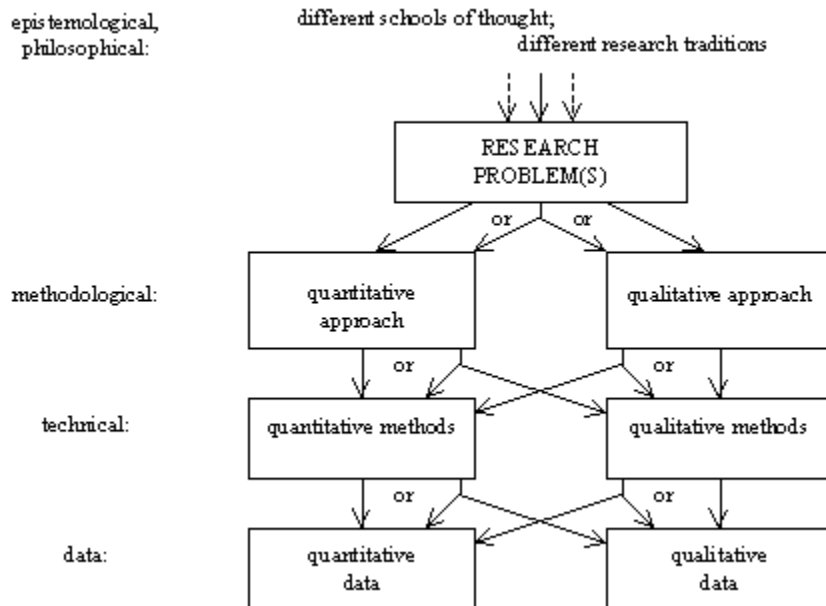 epistemological,
philosophical:
different schools of thought;
different research traditions
RESEARCH
PROBLEM(S)
or
or
methodological:
quantitative
approach
qualitative approach
or
or
technical:
quantitative methods
qualitative methods
or
or
data:
quantitative
data
qualitative
data